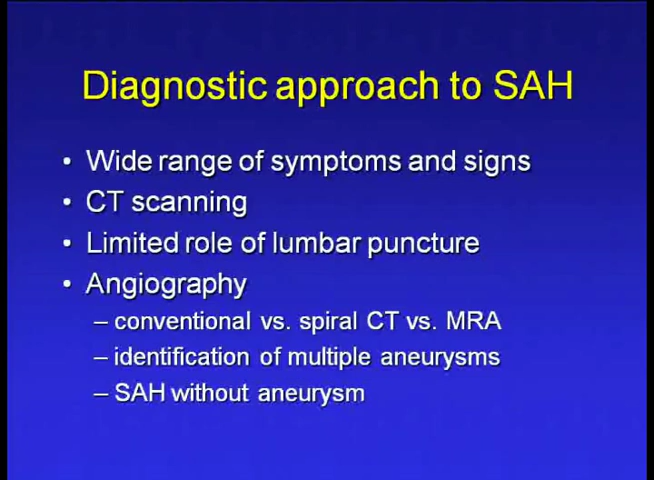 Diagnostic approach to SAH
• Wide range of symptoms and signs
• CT scanning
• Limited role of lumbar puncture
• Angiography
– conventional vs. spiral CT vs. MRA
– identification of multiple aneurysms
– SAH without aneurysm